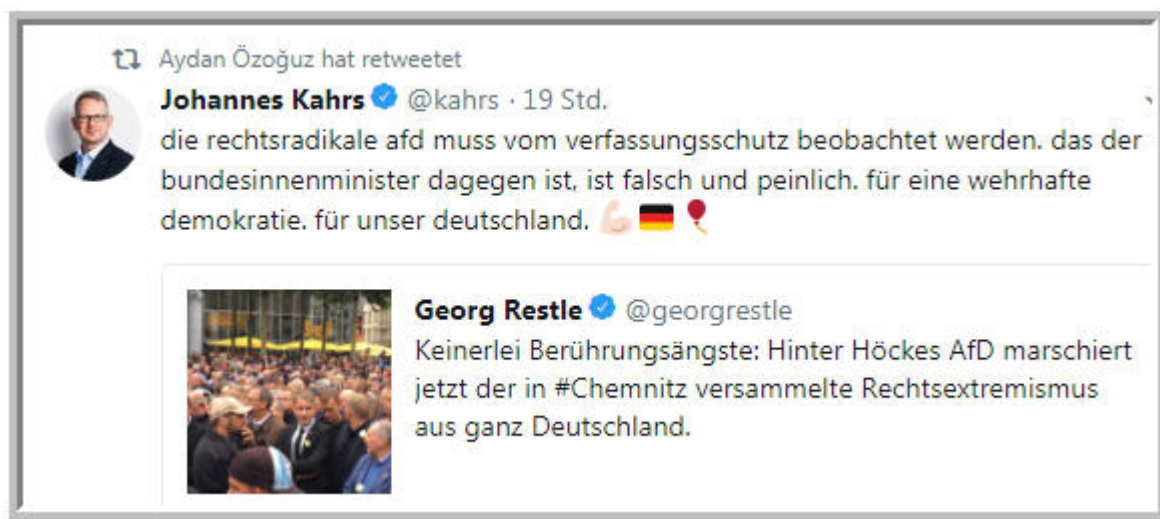 Aydan Özoğuz hat retweetet
Johannes Kahrs @kahrs · 19 Std.
die rechtsradikale afd muss vom verfassungsschutz beobachtet werden. das der
bundesinnenminister dagegen ist, ist falsch und peinlich. für eine wehrhafte
demokratie. für unser deutschland. 💪🏻🇩🇪🎈
Georg Restle @georgrestle
Keinerlei Berührungsängste: Hinter Höckes AfD marschiert
jetzt der in #Chemnitz versammelte Rechtsextremismus
aus ganz Deutschland.